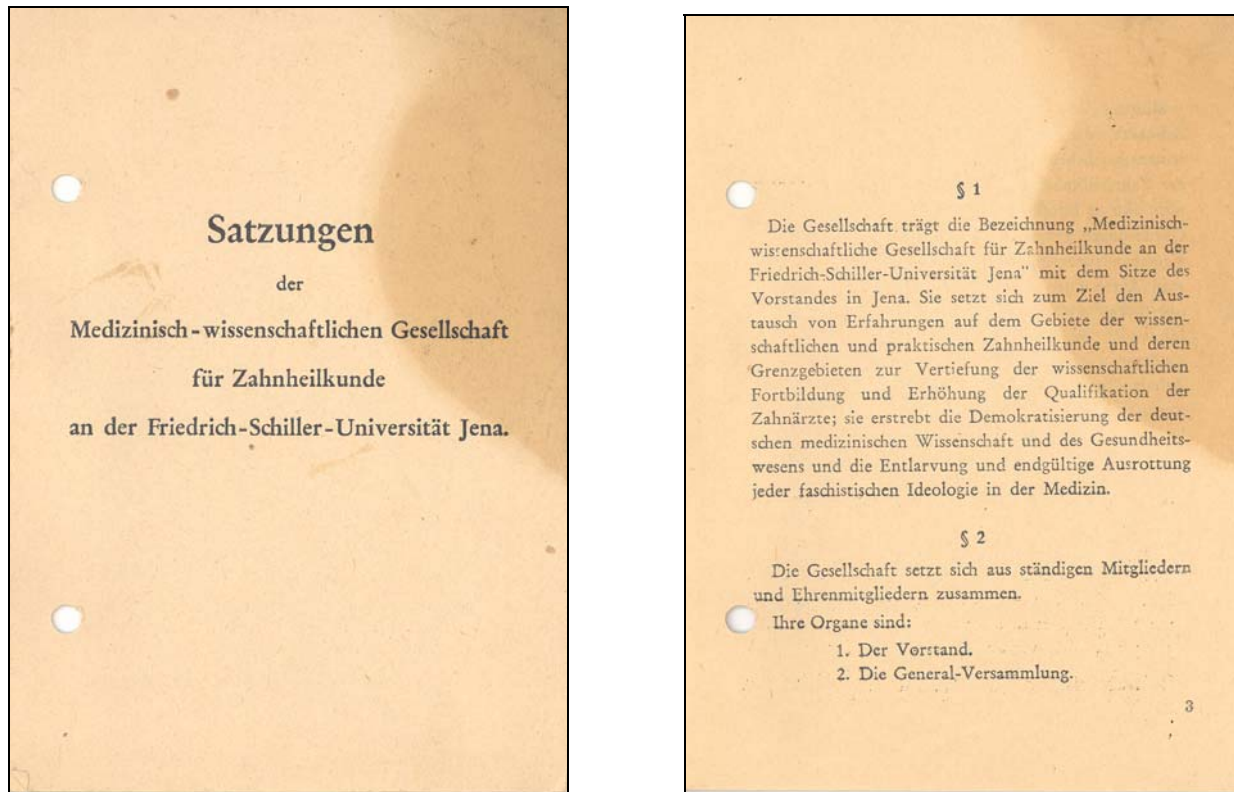 Satzungen
der
Medizinisch-wissenschaftlichen Gesellschaft
für Zahnheilkunde
an der Friedrich-Schiller-Universität Jena.
§ 1
Die Gesellschaft trägt die Bezeichnung „Medizinisch-
wissenschaftliche Gesellschaft für Zahnheilkunde an der
Friedrich-Schiller-Universität Jena" mit dem Sitze des
Vorstandes in Jena. Sie setzt sich zum Ziel den Aus-
tausch von Erfahrungen auf dem Gebiete der wissen-
schaftlichen und praktischen Zahnheilkunde und deren
Grenzgebieten zur Vertiefung der wissenschaftlichen
Fortbildung und Erhöhung der Qualifikation der
Zahnärzte; sie erstrebt die Demokratisierung der deut-
schen medizinischen Wissenschaft und des Gesundheits-
wesens und die Entlarvung und endgültige Ausrottung
jeder faschistischen Ideologie in der Medizin.
§ 2
Die Gesellschaft setzt sich aus ständigen Mitgliedern
und Ehrenmitgliedern zusammen.
Ihre Organe sind:
1. Der Vorstand.
2. Die General-Versammlung.
3